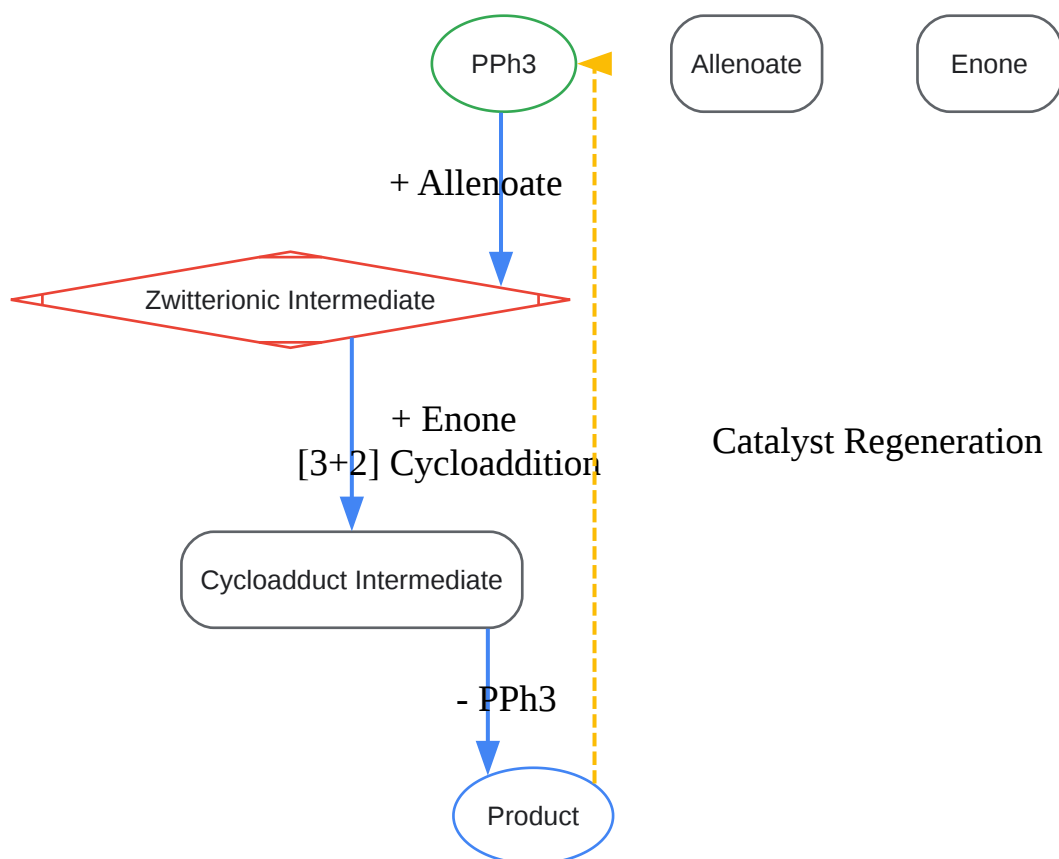 PPh3
Allenoate
Enone
+ Allenoate
Zwitterionic Intermediate
+ Enone
[3+2] Cycloaddition
Catalyst Regeneration
Cycloadduct Intermediate
- PPh3
Product